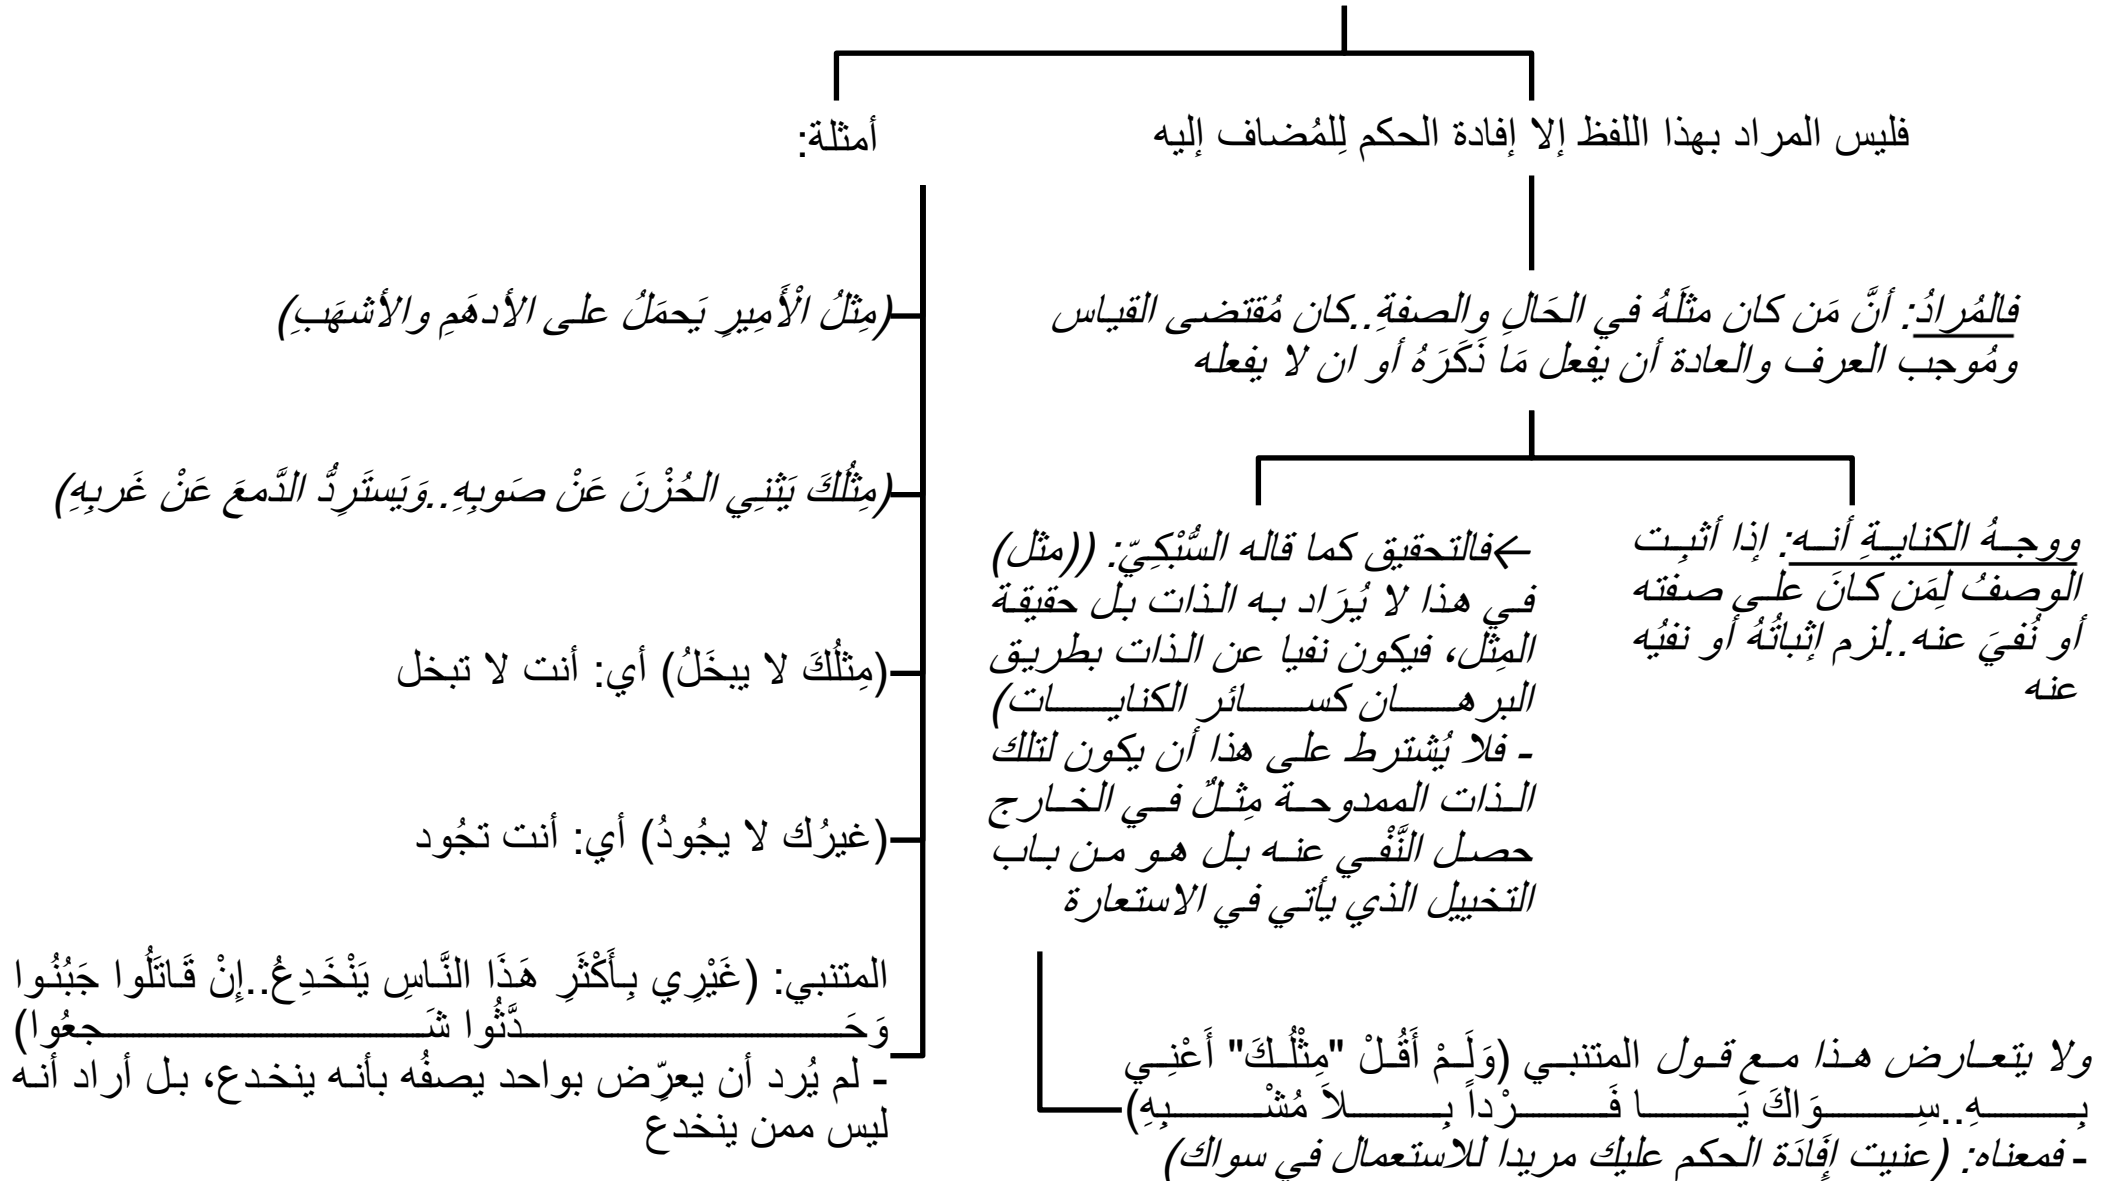 فليس المراد بهذا اللفظ إلا إفادة الحكم لِلمُضاف إليه
فالمُرادُ: أنَّ مَن كان مثلَهُ في الحَالِ والصفةِ..كان مُقتضى القياس
ومُوجب العرف والعادة أن يفعل مَا ذَكَرَهُ أو ان لا يفعله
ووجهُ الكنايةِ أنه: إذا أثبِت
الوصفُ لِمَن كانَ على صفته
أو نُفيَ عنه..لزم إثباتُهُ أو نفيُه
عنه
←فالتحقيق كما قاله السُّبْكِيّ: ((مثل)
في هذا لا يُرَاد به الذات بل حقيقة
المِثل، فيكون نفيا عن الذات بطريق
البرهان كسائر الكنايات)
- فلا يُشترط على هذا أن يكون لتلك
الذات الممدوحة مِثلٌ في الخارج
حصل النَّفْي عنه بل هو من باب
التخييل الذي يأتي في الاستعارة
ولا يتعارض هذا مع قول المتنبي (وَلَمْ أَقُلْ "مِثْلُكَ" أَعْنِي
بِهِ..سِوَاكَ يَا فَرْداً بِلاَ مُشْبِهِ)
- فمعناه: (عنيت إِفَادَة الحكم عليك مريدا للاستعمال في سواك)
أمثلة:
(مِثلُ الْأَمِيرِ يَحمَلُ على الأدهَمِ والأشهَبِ)
(مِثلُكَ يَثنِي الحُزْنَ عَنْ صَوبِهِ..وَيَستَرِدُّ الدَّمعَ عَنْ غَربِهِ)
(مِثلُكَ لا يبخَلُ) أي: أنت لا تبخل
(غيرُك لا يجُودُ) أي: أنت تجُود
المتنبي: (غَيْرِي بِأَكْثَرِ هَذَا النَّاسِ يَنْخَدِعُ..إِنْ قَاتَلُوا جَبُنُوا
وَحَدَّثُوا شَجعُوا)
- لم يُرد أن يعرّض بواحد يصفُه بأنه ينخدع، بل أراد أنه
ليس ممن ينخدع